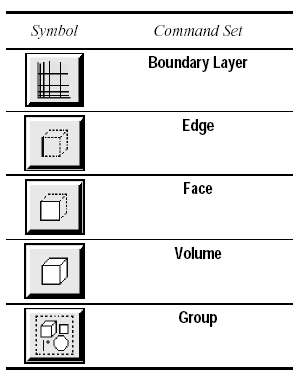 Symbol Command Set
Boundary Layer
Edge
Face
Volume
Group